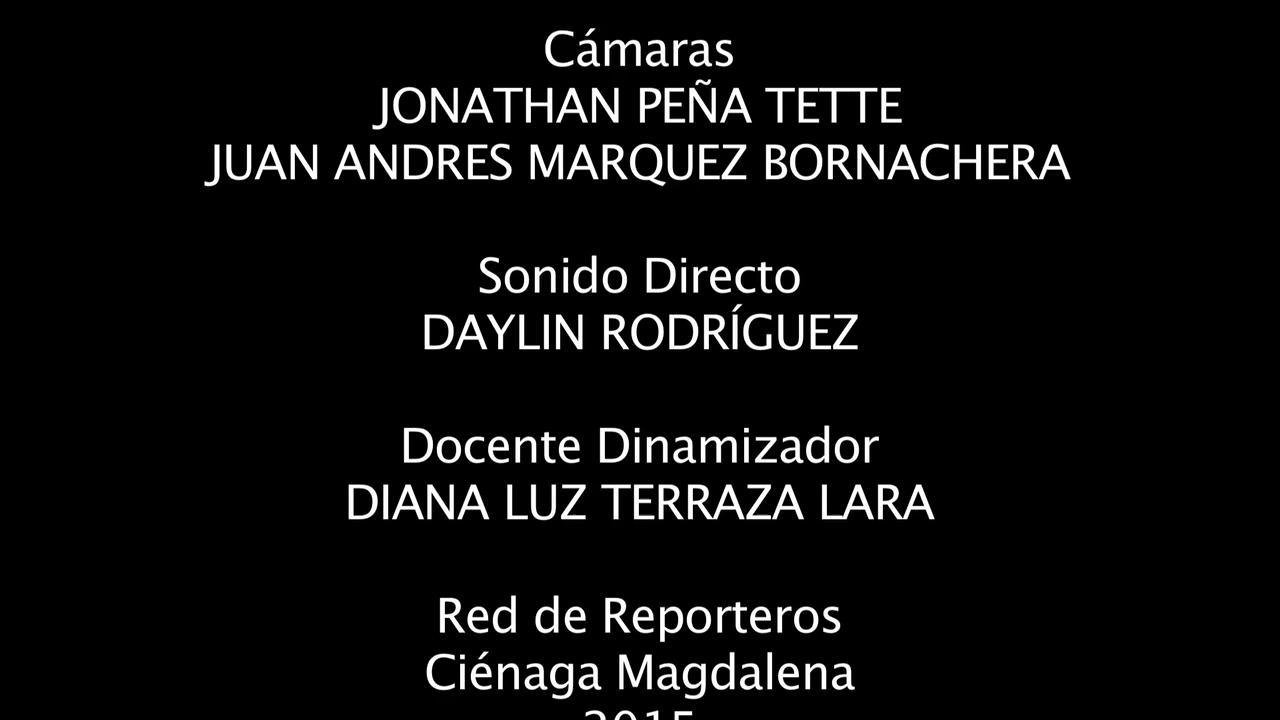 Cámaras
JONATHAN PEÑA TETTE
JUAN ANDRES MARQUEZ BORNACHERA
Sonido Directo
DAYLIN RODRÍGUEZ
Docente Dinamizador
DIANA LUZ TERRAZA LARA
Red de Reporteros
Ciénaga Magdalena
2015